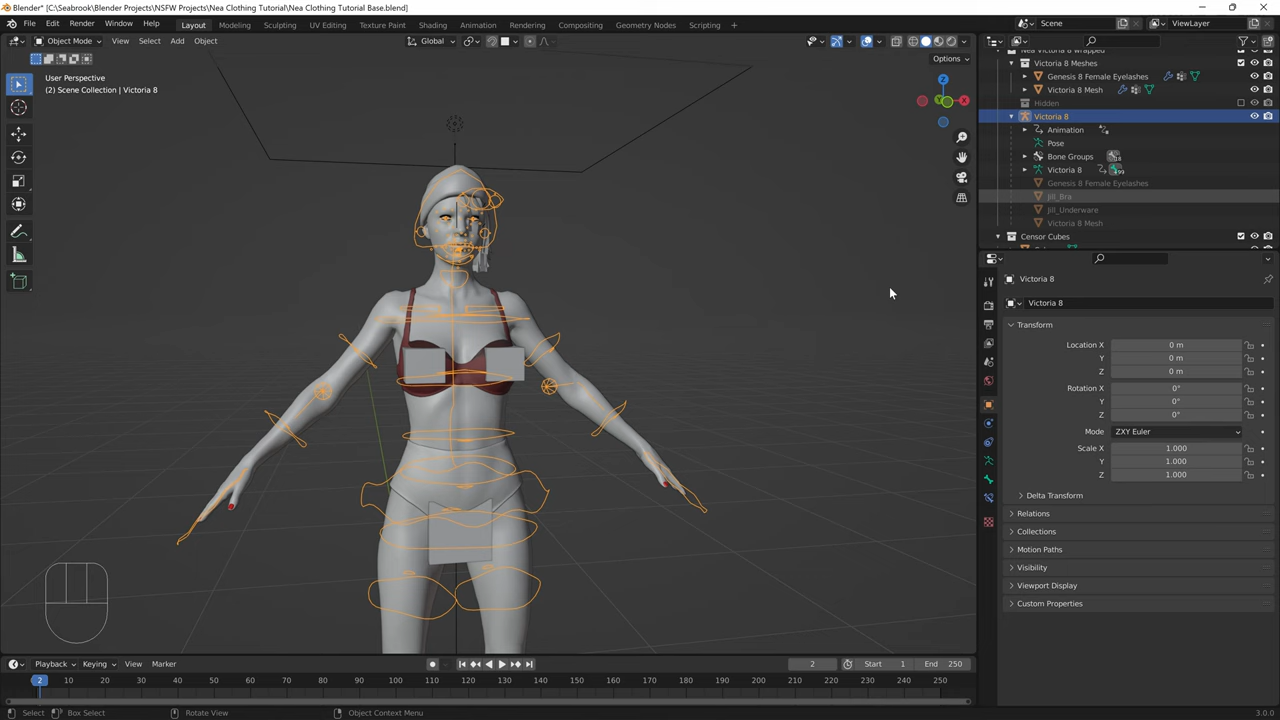 Blender* [C:\Seabrook\Blender Projects\NSFW Projects\Nea Clothing Tutorial\Nea Clothing Tutorial Base.blend]
File Edit Render Window Help Layout Modeling Sculpting UV Editing Texture Paint Shading Animation Rendering Compositing Geometry Nodes Scripting Scene ViewLayer
Object Mode View Select Add Object Global
Options
User Perspective
(2) Scene Collection | Victoria 8
Z
X
Y
Nea Victoria 8 wrapped
Victoria 8 Meshes
Genesis 8 Female Eyelashes
Victoria 8 Mesh
Hidden
Victoria 8
Animation
Pose
Bone Groups 18
Victoria 8
Genesis 8 Female Eyelashes
Jill_Bra
Jill_Underware
Victoria 8 Mesh
Censor Cubes
Victoria 8
Victoria 8
Transform
Location X 0 m
Y 0 m
Z 0 m
Rotation X 0°
Y 0°
Z 0°
Mode ZXY Euler
Scale X 1.000
Y 1.000
Z 1.000
Delta Transform
Relations
Collections
Motion Paths
Visibility
Viewport Display
Custom Properties
Playback Keying View Marker 2 Start 1 End 250
2 10 20 30 40 50 60 70 80 90 100 110 120 130 140 150 160 170 180 190 200 210 220 230 240 250
Select Box Select Rotate View Object Context Menu 3.0.0